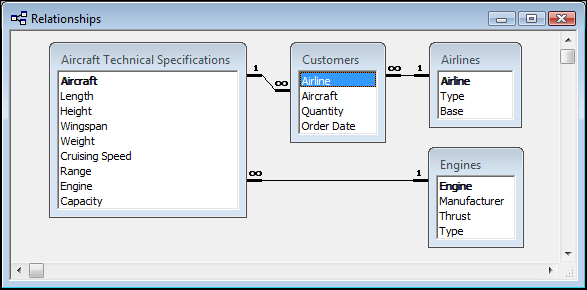 Relationships
Aircraft Technical Specifications
Aircraft
Length
Height
Wingspan
Weight
Cruising Speed
Range
Engine
Capacity
1
∞
Customers
Airline
Aircraft
Quantity
Order Date
∞
1
Airlines
Airline
Type
Base
∞
1
Engines
Engine
Manufacturer
Thrust
Type